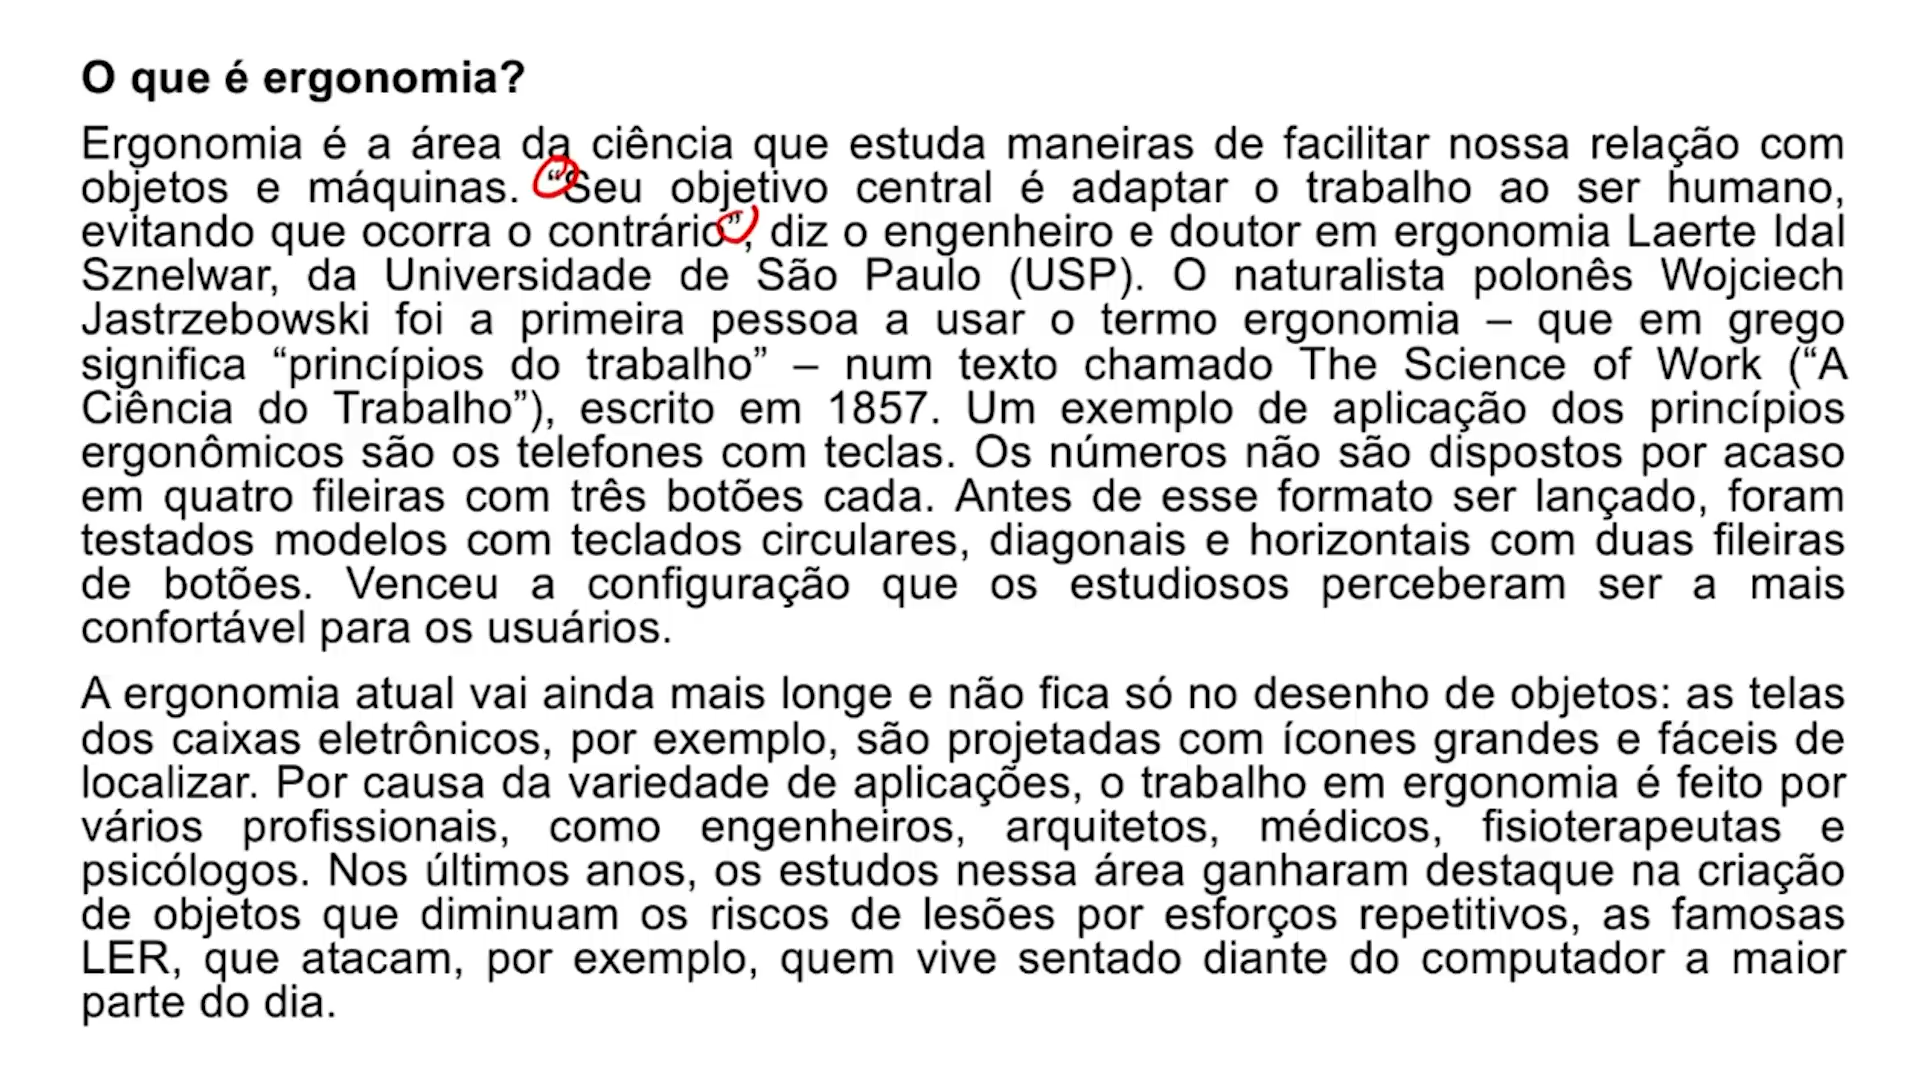 O que é ergonomia?
Ergonomia é a área da ciência que estuda maneiras de facilitar nossa relação com
objetos e máquinas. “Seu objetivo central é adaptar o trabalho ao ser humano,
evitando que ocorra o contrário”, diz o engenheiro e doutor em ergonomia Laerte Idal
Sznelwar, da Universidade de São Paulo (USP). O naturalista polonês Wojciech
Jastrzebowski foi a primeira pessoa a usar o termo ergonomia – que em grego
significa “princípios do trabalho” – num texto chamado The Science of Work (“A
Ciência do Trabalho”), escrito em 1857. Um exemplo de aplicação dos princípios
ergonômicos são os telefones com teclas. Os números não são dispostos por acaso
em quatro fileiras com três botões cada. Antes de esse formato ser lançado, foram
testados modelos com teclados circulares, diagonais e horizontais com duas fileiras
de botões. Venceu a configuração que os estudiosos perceberam ser a mais
confortável para os usuários.
A ergonomia atual vai ainda mais longe e não fica só no desenho de objetos: as telas
dos caixas eletrônicos, por exemplo, são projetadas com ícones grandes e fáceis de
localizar. Por causa da variedade de aplicações, o trabalho em ergonomia é feito por
vários profissionais, como engenheiros, arquitetos, médicos, fisioterapeutas e
psicólogos. Nos últimos anos, os estudos nessa área ganharam destaque na criação
de objetos que diminuam os riscos de lesões por esforços repetitivos, as famosas
LER, que atacam, por exemplo, quem vive sentado diante do computador a maior
parte do dia.